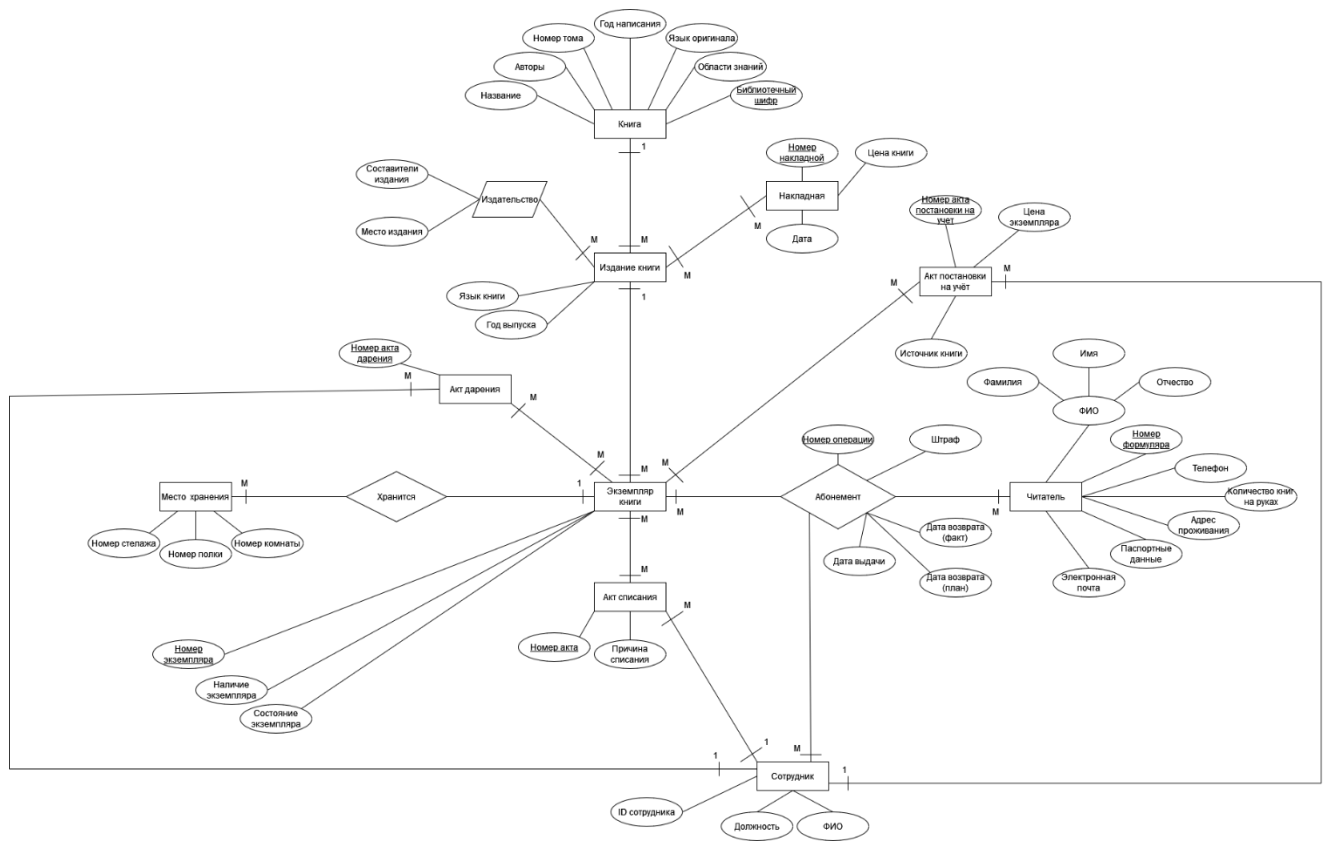 Год написания
Номер тома
Язык оригинала
Авторы
Области знаний
Название
Библиотечный
шифр
Книга
1
Номер
накладной
Цена книги
Составители
издания
Издательство
Накладная
М
Номер акта
постановки на
учет
Цена
экземпляра
Место издания
М
Дата
М
М
Издание книги
М
Акт постановки
на учёт
М
М
Язык книги
1
Год выпуска
Номер акта
дарения
Источник книги
Имя
М
Акт дарения
Фамилия
Отчество
М
ФИО
Номер операции
Штраф
Номер
формуляра
М
М
М
Телефон
Место хранения
М
Хранится
1
Экземпляр
книги
М
Абонемент
М
Читатель
Количество книг
на руках
Номер стелажа
Номер полки
Номер комнаты
М
Дата возврата
(факт)
Адрес
проживания
Дата выдачи
Паспортные
данные
М
Дата возврата
(план)
Электронная
почта
Акт списания
М
Номер
экземпляра
Номер акта
Причина
списания
Наличие
экземпляра
Состояние
экземпляра
1
1
М
1
Сотрудник
ID сотрудника
Должность
ФИО